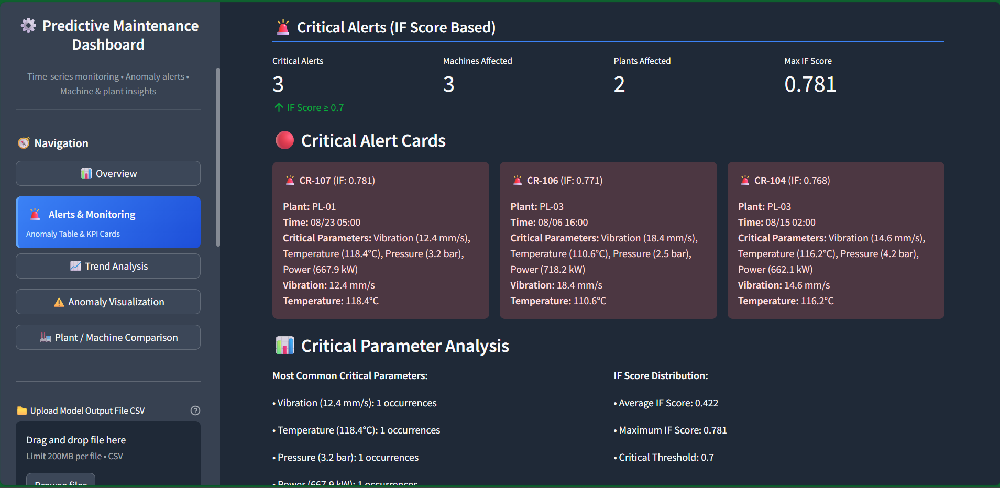 Predictive Maintenance
Dashboard
Time-series monitoring • Anomaly alerts •
Machine & plant insights
Navigation
Overview
Alerts & Monitoring
Anomaly Table & KPI Cards
Trend Analysis
Anomaly Visualization
Plant / Machine Comparison
Upload Model Output File CSV
Drag and drop file here
Limit 200MB per file • CSV
Browse files
Critical Alerts (IF Score Based)
Critical Alerts
3
↑ IF Score ≥ 0.7
Machines Affected
3
Plants Affected
2
Max IF Score
0.781
Critical Alert Cards
CR-107 (IF: 0.781)
Plant: PL-01
Time: 08/23 05:00
Critical Parameters: Vibration (12.4 mm/s),
Temperature (118.4°C), Pressure (3.2 bar),
Power (667.9 kW)
Vibration: 12.4 mm/s
Temperature: 118.4°C
CR-106 (IF: 0.771)
Plant: PL-03
Time: 08/06 16:00
Critical Parameters: Vibration (18.4 mm/s),
Temperature (110.6°C), Pressure (2.5 bar),
Power (718.2 kW)
Vibration: 18.4 mm/s
Temperature: 110.6°C
CR-104 (IF: 0.768)
Plant: PL-03
Time: 08/15 02:00
Critical Parameters: Vibration (14.6 mm/s),
Temperature (116.2°C), Pressure (4.2 bar),
Power (662.1 kW)
Vibration: 14.6 mm/s
Temperature: 116.2°C
Critical Parameter Analysis
Most Common Critical Parameters:
• Vibration (12.4 mm/s): 1 occurrences
• Temperature (118.4°C): 1 occurrences
• Pressure (3.2 bar): 1 occurrences
• Power (667.9 kW): 1 occurrences
IF Score Distribution:
• Average IF Score: 0.422
• Maximum IF Score: 0.781
• Critical Threshold: 0.7